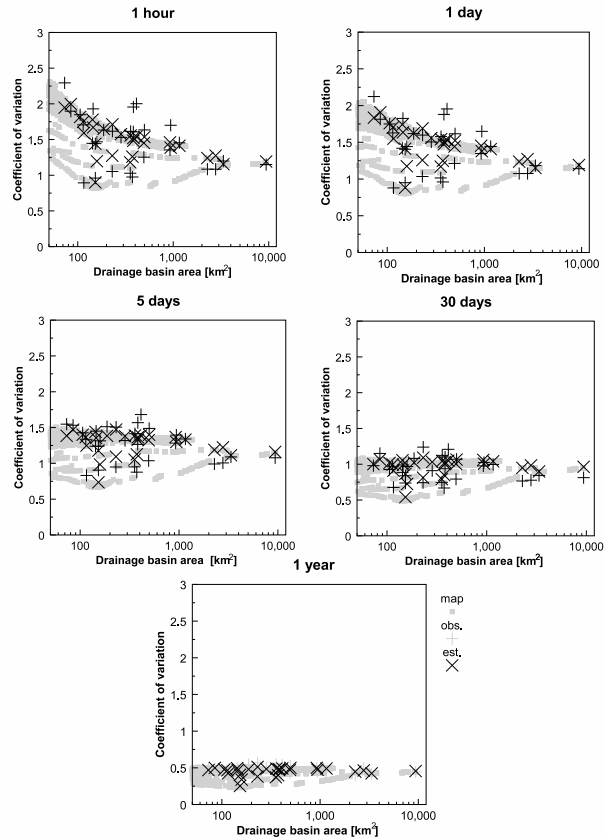 1 hour
3
2.5
2
1.5
1
0.5
0
Coefficient of variation
100
1,000
10,000
Drainage basin area [km²]
1 day
3
2.5
2
1.5
1
0.5
0
Coefficient of variation
100
1,000
10,000
Drainage basin area [km²]
5 days
3
2.5
2
1.5
1
0.5
0
Coefficient of variation
100
1,000
10,000
Drainage basin area [km²]
30 days
3
2.5
2
1.5
1
0.5
0
Coefficient of variation
100
1,000
10,000
Drainage basin area [km²]
1 year
3
2.5
2
1.5
1
0.5
0
Coefficient of variation
100
1,000
10,000
Drainage basin area [km²]
map
obs.
est.